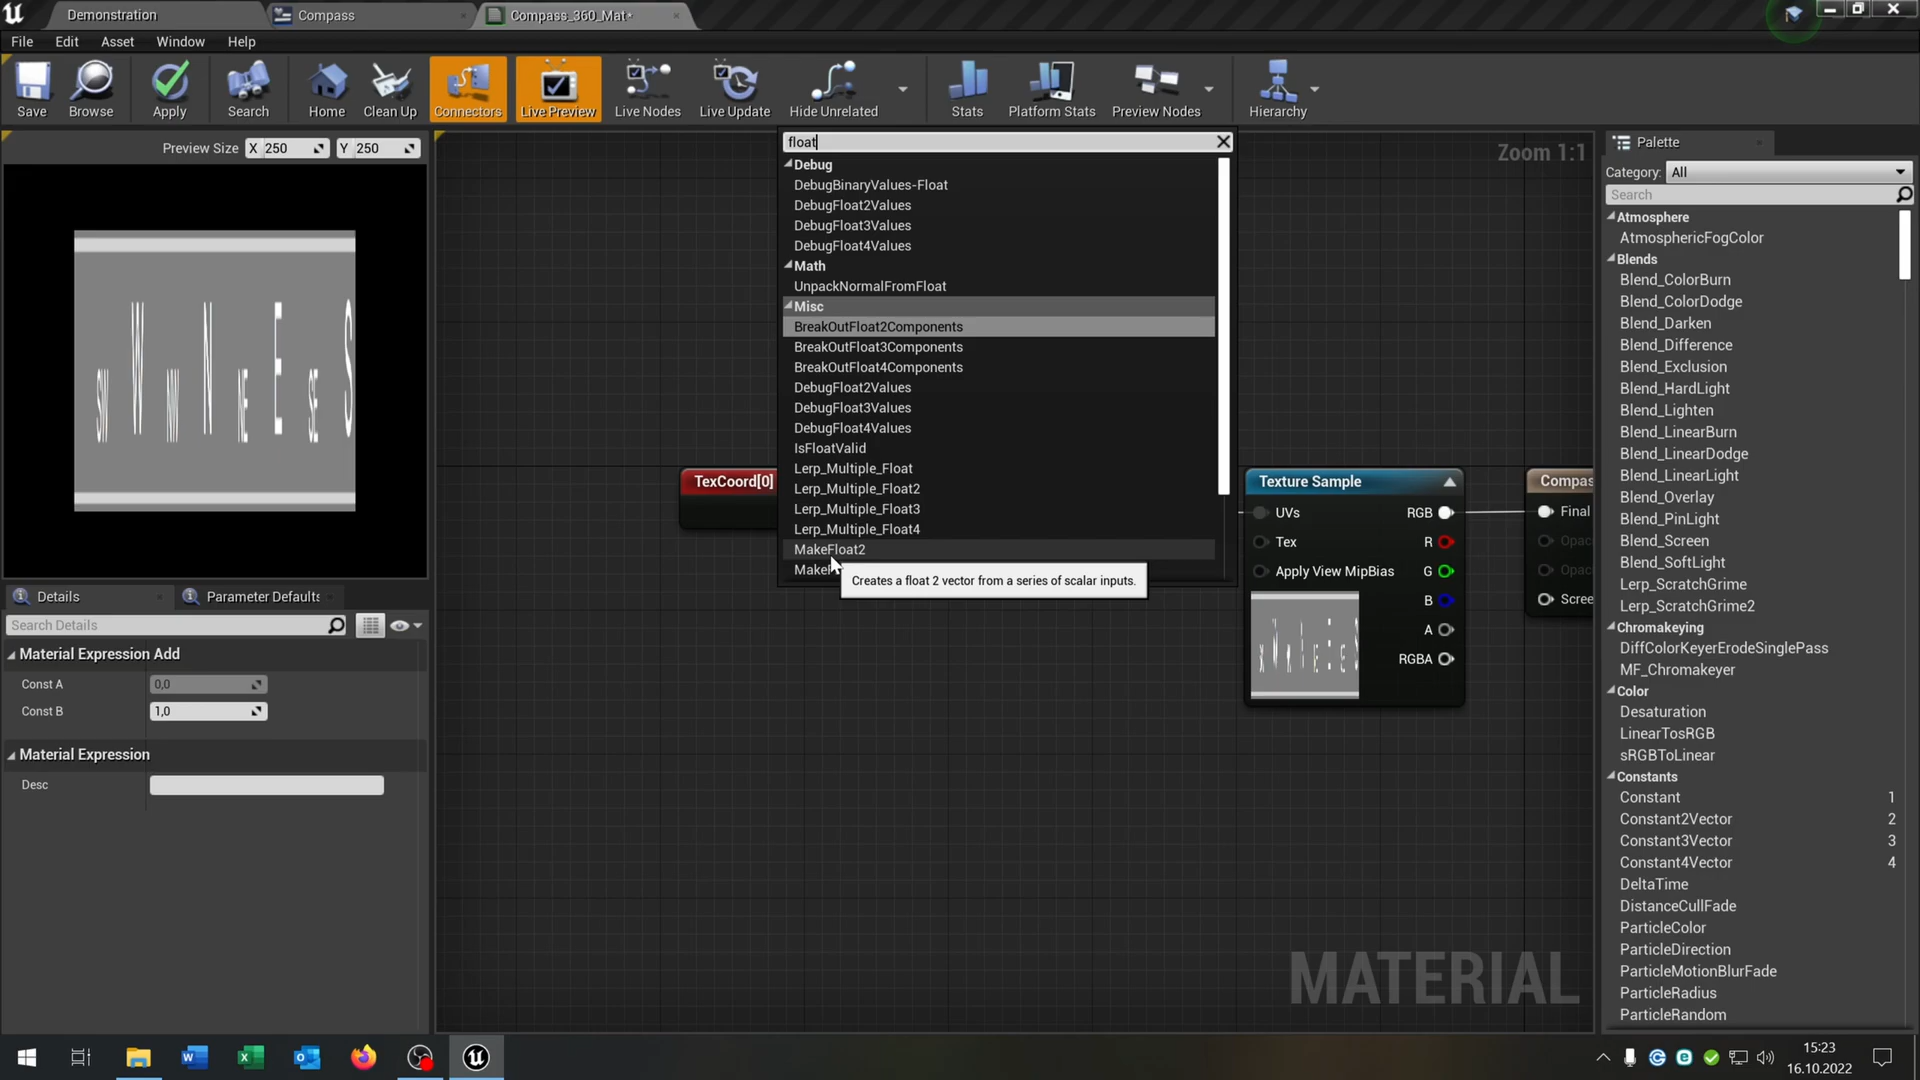 Demonstration
Compass
Compass_360_Mat*
File Edit Asset Window Help
Save
Browse
Apply
Search
Home
Clean Up
Connectors
Live Preview
Live Nodes
Live Update
Hide Unrelated
Stats
Platform Stats
Preview Nodes
Hierarchy
Preview Size X 250 Y 250
SW W NW N NE E SE S
float
Debug
DebugBinaryValues-Float
DebugFloat2Values
DebugFloat3Values
DebugFloat4Values
Math
UnpackNormalFromFloat
Misc
BreakOutFloat2Components
BreakOutFloat3Components
BreakOutFloat4Components
DebugFloat2Values
DebugFloat3Values
DebugFloat4Values
IsFloatValid
Lerp_Multiple_Float
Lerp_Multiple_Float2
Lerp_Multiple_Float3
Lerp_Multiple_Float4
MakeFloat2
Creates a float 2 vector from a series of scalar inputs.
Zoom 1:1
TexCoord[0]
Texture Sample
UVs RGB
Tex R
Apply View MipBias G
B
A
RGBA
Compas
Final
Opac
Opac
Scree
MATERIAL
Details
Parameter Defaults
Search Details
Material Expression Add
Const A 0,0
Const B 1,0
Material Expression
Desc
Palette
Category: All
Search
Atmosphere
AtmosphericFogColor
Blends
Blend_ColorBurn
Blend_ColorDodge
Blend_Darken
Blend_Difference
Blend_Exclusion
Blend_HardLight
Blend_Lighten
Blend_LinearBurn
Blend_LinearDodge
Blend_LinearLight
Blend_Overlay
Blend_PinLight
Blend_Screen
Blend_SoftLight
Lerp_ScratchGrime
Lerp_ScratchGrime2
Chromakeying
DiffColorKeyerErodeSinglePass
MF_Chromakeyer
Color
Desaturation
LinearTosRGB
sRGBToLinear
Constants
Constant 1
Constant2Vector 2
Constant3Vector 3
Constant4Vector 4
DeltaTime
DistanceCullFade
ParticleColor
ParticleDirection
ParticleMotionBlurFade
ParticleRadius
ParticleRandom
15:23
16.10.2022